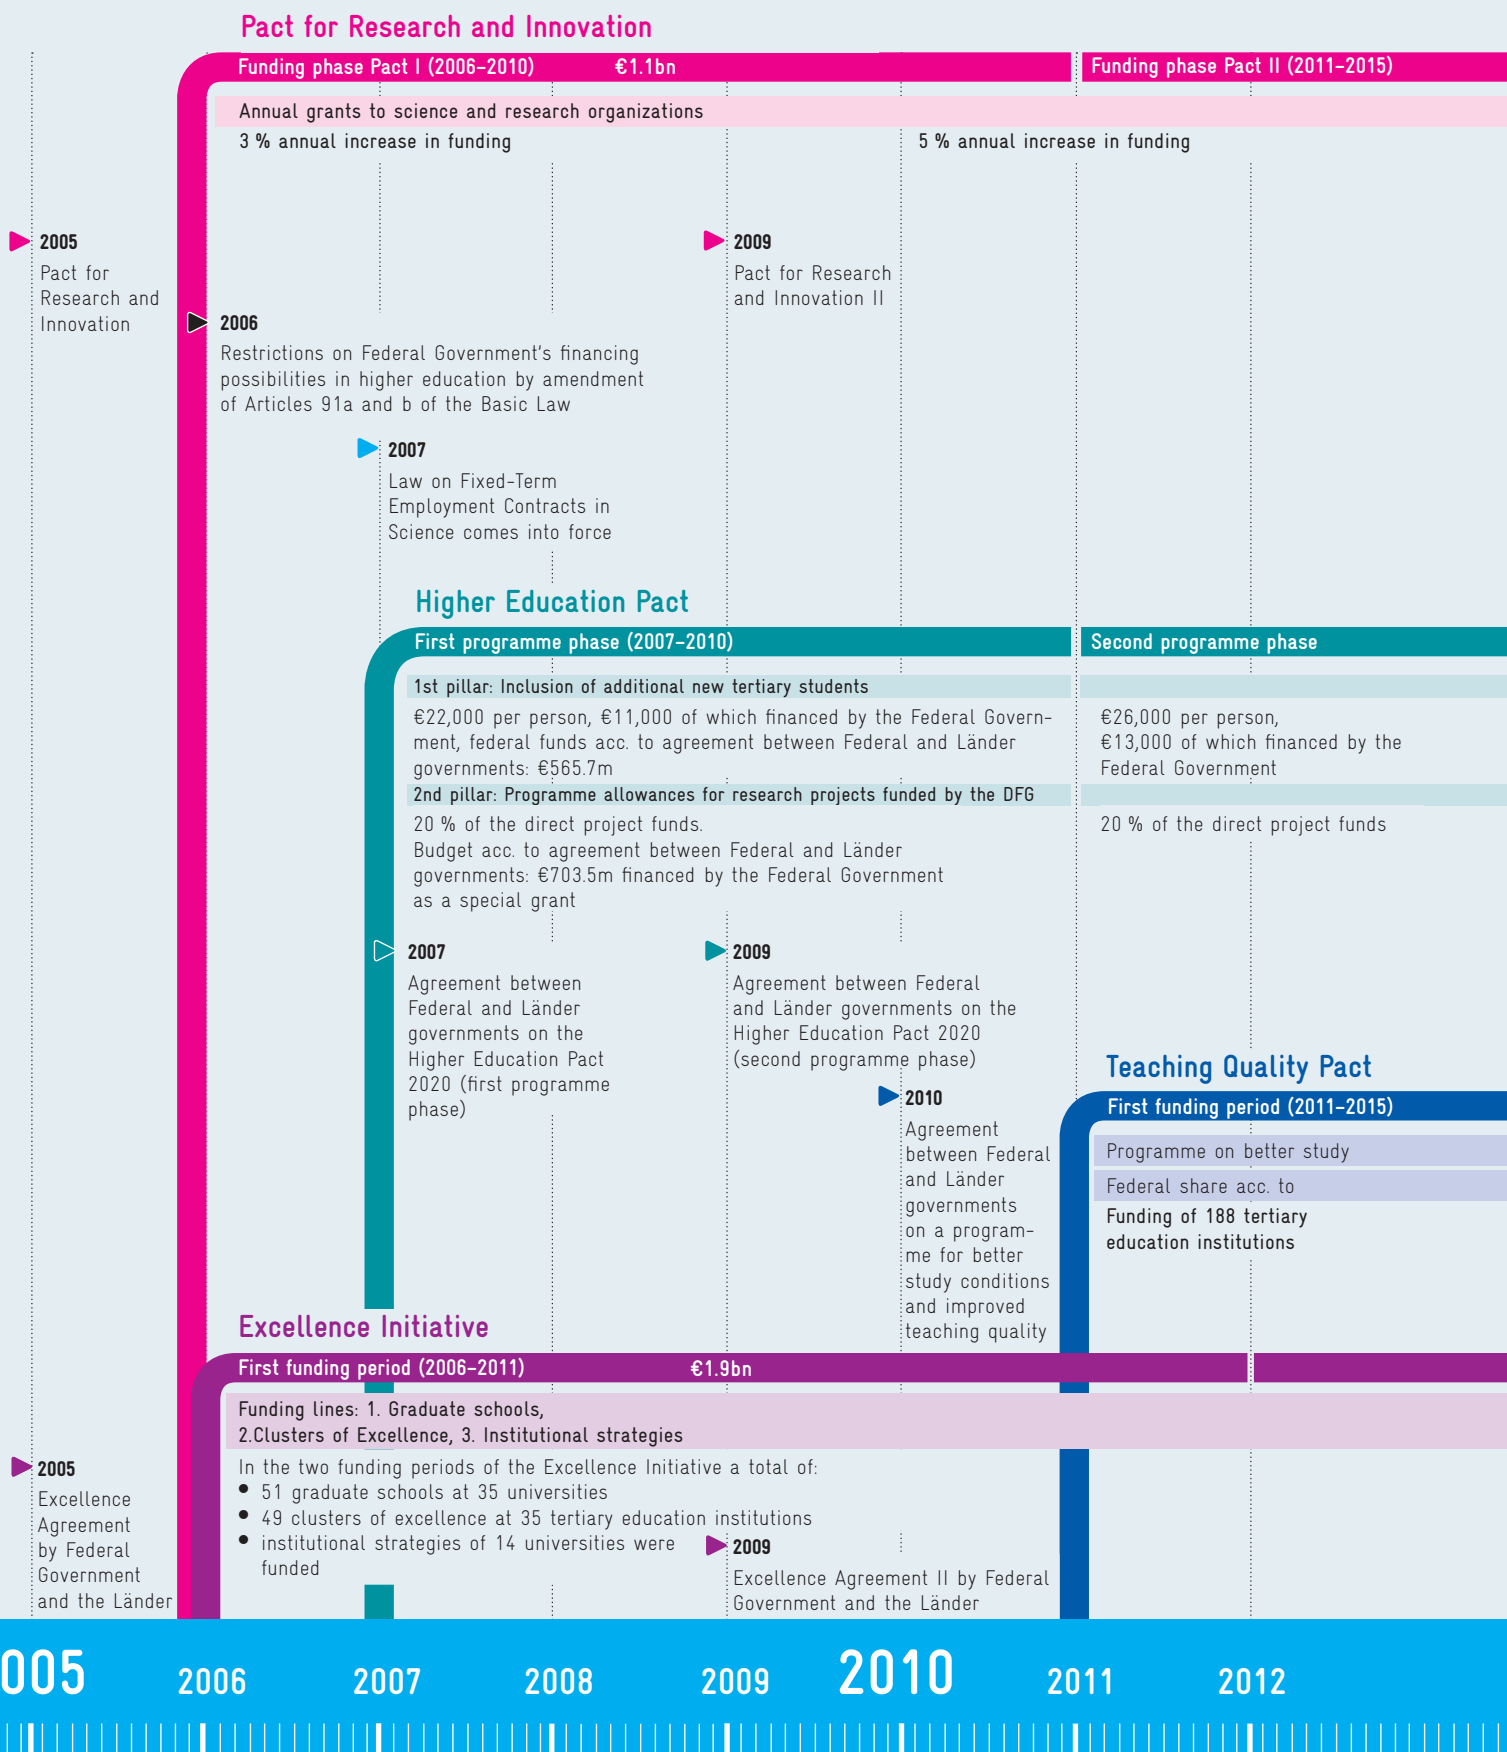 Pact for Research and Innovation
Funding phase Pact I (2006–2010) €1.1bn
Funding phase Pact II (2011–2015)
Annual grants to science and research organizations
3 % annual increase in funding
5 % annual increase in funding
2005
Pact for
Research and
Innovation
2009
Pact for Research
and Innovation II
2006
Restrictions on Federal Government's financing
possibilities in higher education by amendment
of Articles 91a and b of the Basic Law
2007
Law on Fixed-Term
Employment Contracts in
Science comes into force
Higher Education Pact
First programme phase (2007–2010)
Second programme phase
1st pillar: Inclusion of additional new tertiary students
€22,000 per person, €11,000 of which financed by the Federal Govern-
ment, federal funds acc. to agreement between Federal and Länder
governments: €565.7m
€26,000 per person,
€13,000 of which financed by the
Federal Government
2nd pillar: Programme allowances for research projects funded by the DFG
20 % of the direct project funds.
Budget acc. to agreement between Federal and Länder
governments: €703.5m financed by the Federal Government
as a special grant
20 % of the direct project funds
2007
Agreement between
Federal and Länder
governments on the
Higher Education Pact
2020 (first programme
phase)
2009
Agreement between Federal
and Länder governments on the
Higher Education Pact 2020
(second programme phase)
2010
Agreement
between Federal
and Länder
governments
on a program-
me for better
study conditions
and improved
teaching quality
Teaching Quality Pact
First funding period (2011–2015)
Programme on better study
Federal share acc. to
Funding of 188 tertiary
education institutions
Excellence Initiative
First funding period (2006–2011) €1.9bn
Funding lines: 1. Graduate schools,
2.Clusters of Excellence, 3. Institutional strategies
In the two funding periods of the Excellence Initiative a total of:
• 51 graduate schools at 35 universities
• 49 clusters of excellence at 35 tertiary education institutions
• institutional strategies of 14 universities were
funded
2005
Excellence
Agreement
by Federal
Government
and the Länder
2009
Excellence Agreement II by Federal
Government and the Länder
005 2006 2007 2008 2009 2010 2011 2012